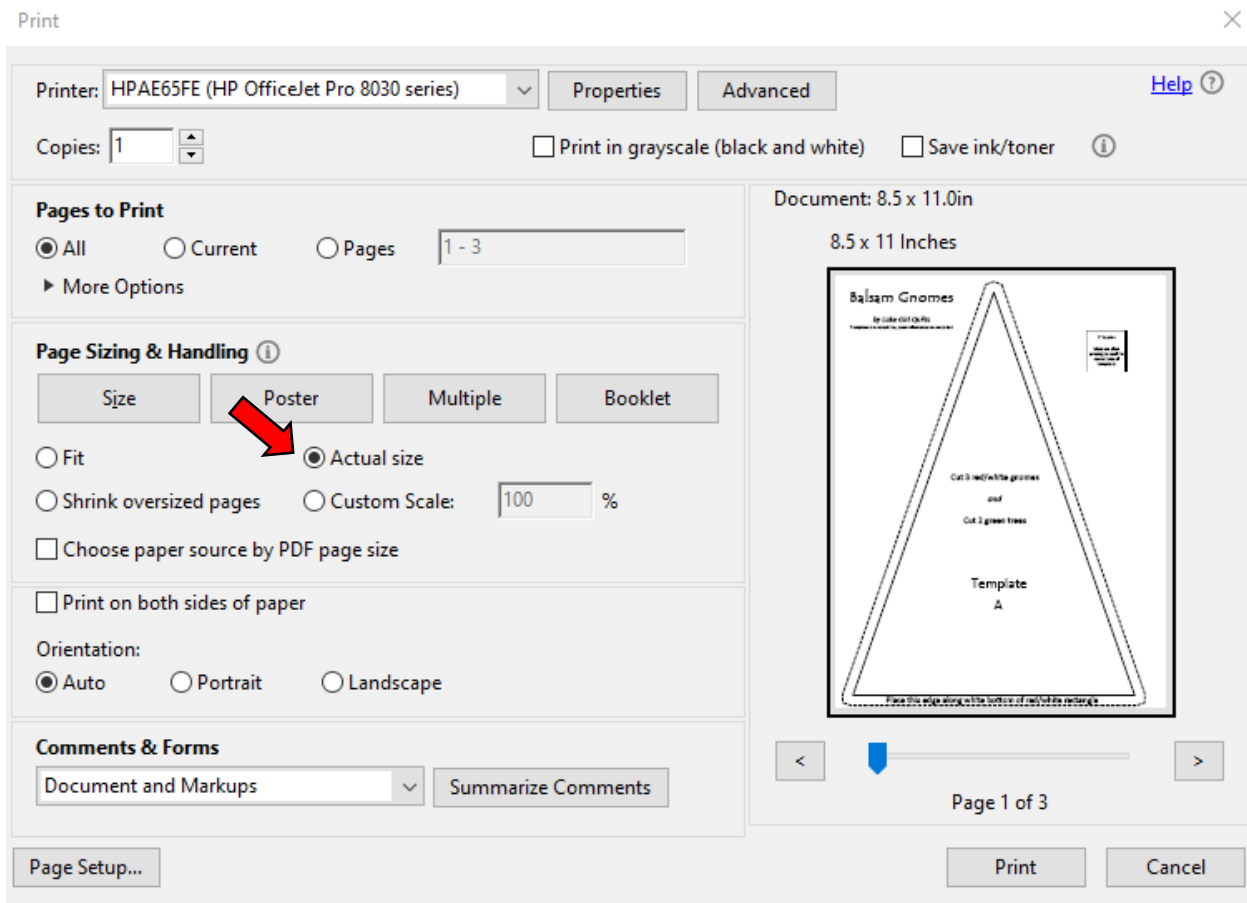 Print
Printer: HPAE65FE (HP OfficeJet Pro 8030 series) Properties Advanced Help
Copies: 1 Print in grayscale (black and white) Save ink/toner
Pages to Print
All Current Pages 1 - 3
More Options
Page Sizing & Handling
Size Poster Multiple Booklet
Fit Actual size
Shrink oversized pages Custom Scale: 100 %
Choose paper source by PDF page size
Print on both sides of paper
Orientation:
Auto Portrait Landscape
Comments & Forms
Document and Markups Summarize Comments
Page Setup...
Document: 8.5 x 11.0in
8.5 x 11 Inches
Balsam Gnomes
Cut 3 red/white gnomes
and
Cut 2 green trees
Template
A
Place this edge along white bottom of red/white rectangle
< >
Page 1 of 3
Print Cancel